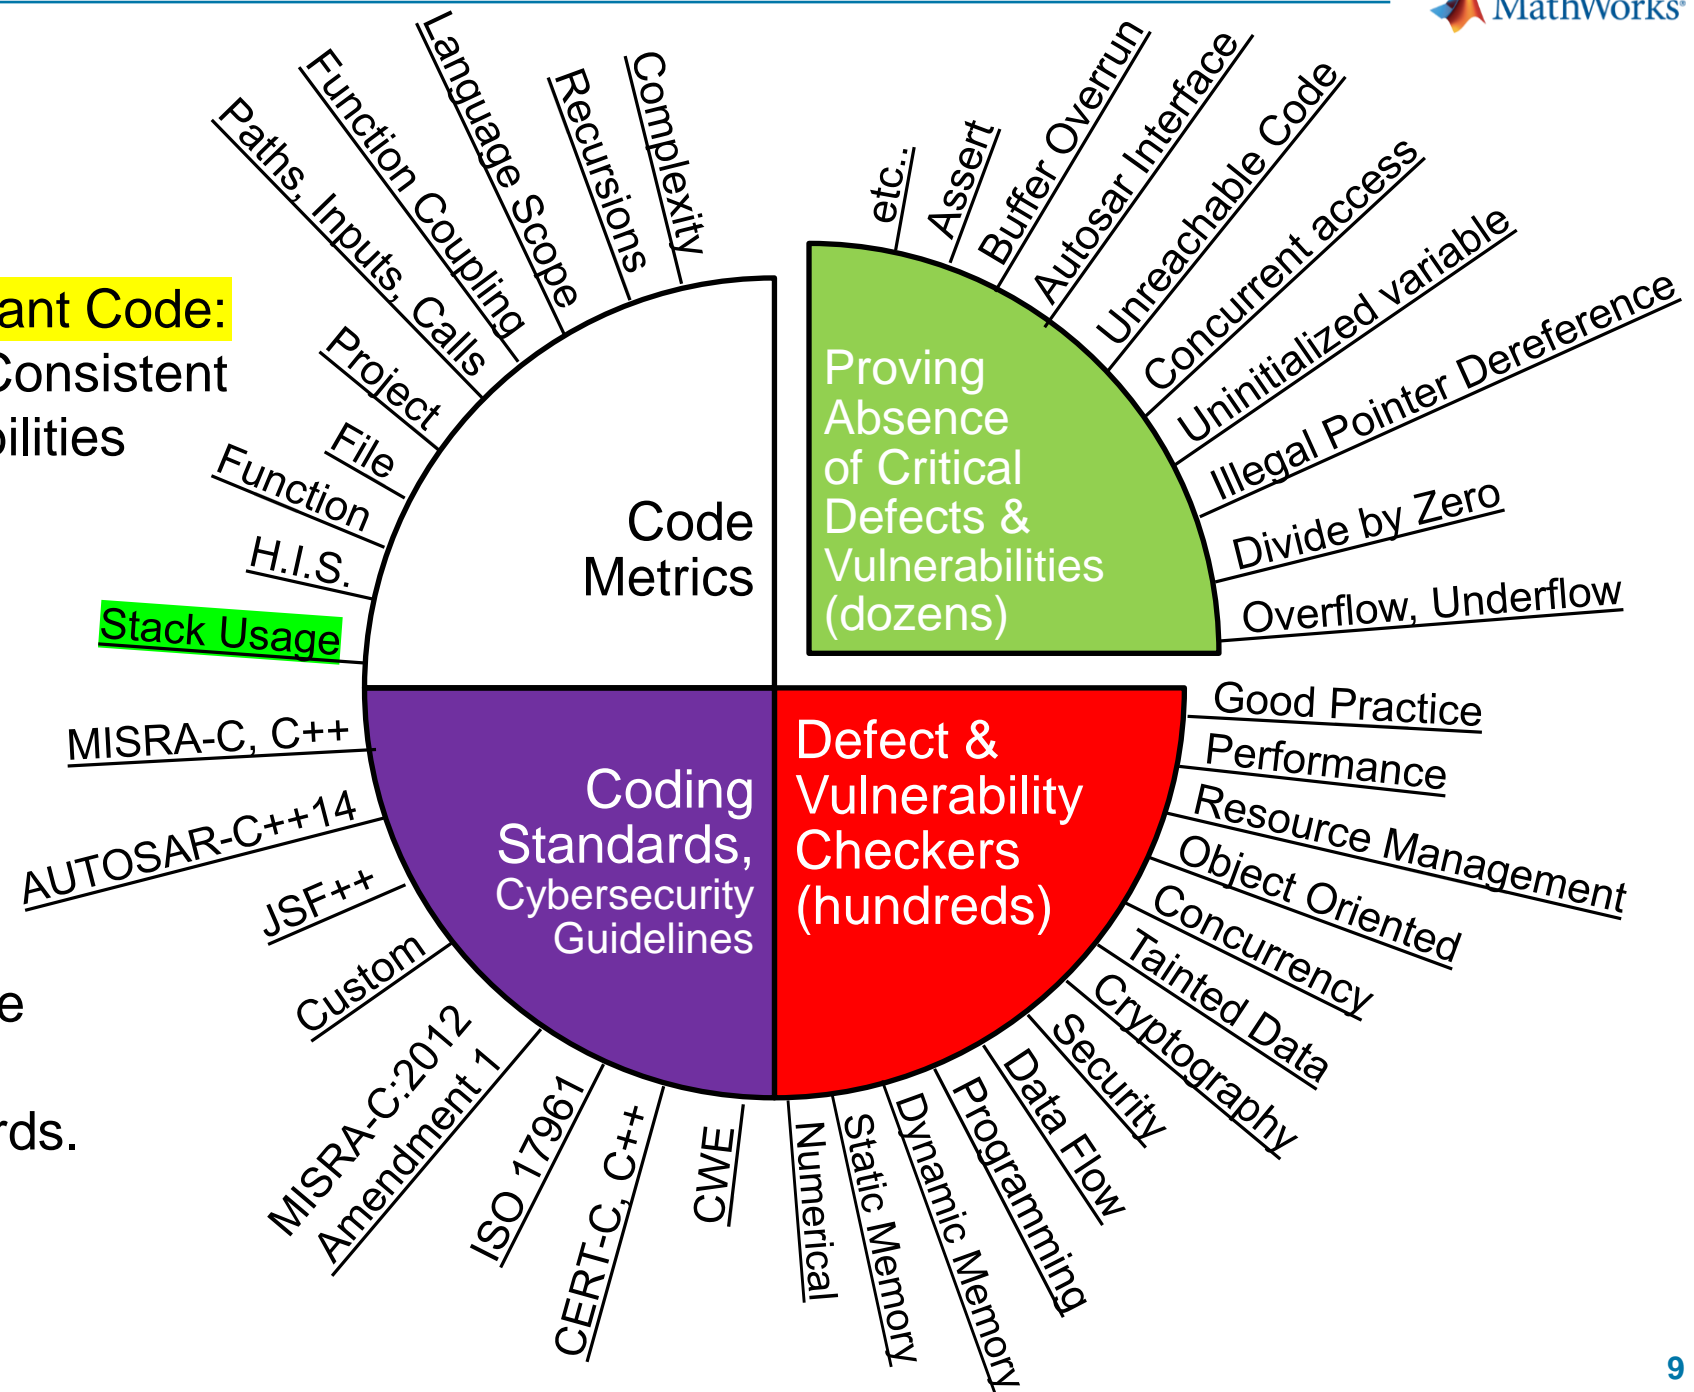 MathWorks®
ant Code:
Consistent
bilities
e
rds.
Complexity
Recursions
Language Scope
Function Coupling
Paths, Inputs, Calls
Project
File
Function
H.I.S.
Stack Usage
Code
Metrics
etc..
Assert
Buffer Overrun
Autosar Interface
Unreachable Code
Concurrent access
Uninitialized variable
Illegal Pointer Dereference
Divide by Zero
Overflow, Underflow
Proving
Absence
of Critical
Defects &
Vulnerabilities
(dozens)
MISRA-C, C++
AUTOSAR-C++14
JSF++
Custom
MISRA-C:2012
Amendment 1
ISO 17961
CERT-C, C++
CWE
Coding
Standards,
Cybersecurity
Guidelines
Defect &
Vulnerability
Checkers
(hundreds)
Good Practice
Performance
Resource Management
Object Oriented
Concurrency
Tainted Data
Cryptography
Security
Data Flow
Programming
Dynamic Memory
Static Memory
Numerical
9